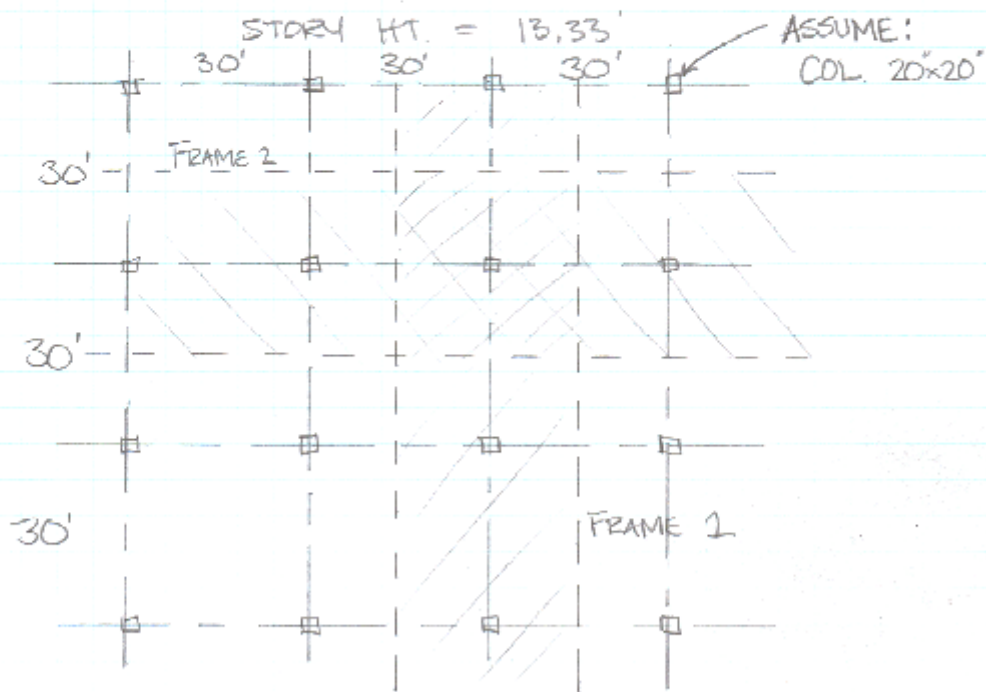 STORY HT. = 13.33'
ASSUME:
COL. 20"x20"
30'
30'
30'
30'
FRAME 2
30'
30'
FRAME 1